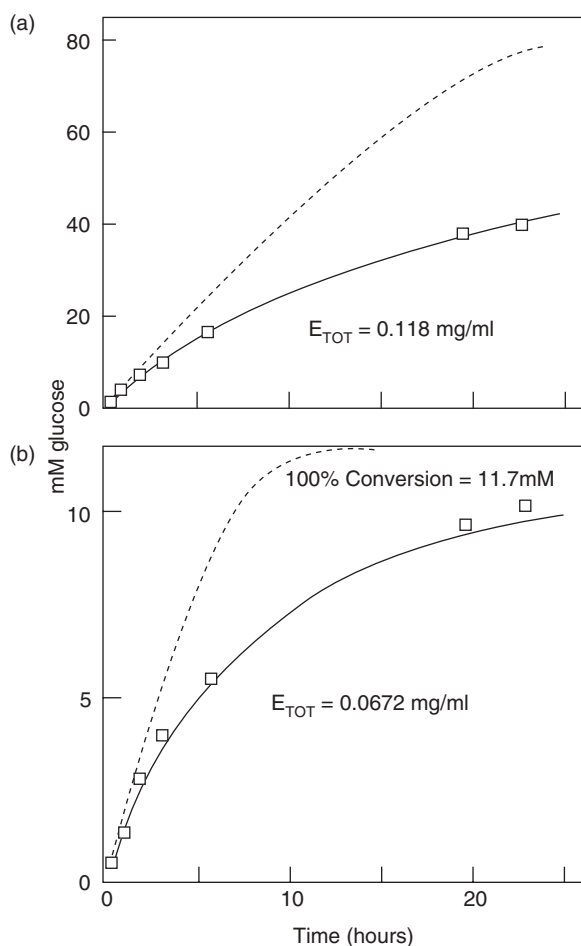 (a)
80
60
40
20
0
E_TOT = 0.118 mg/ml
mM glucose
(b)
100% Conversion = 11.7mM
10
5
0
E_TOT = 0.0672 mg/ml
0 10 20
Time (hours)